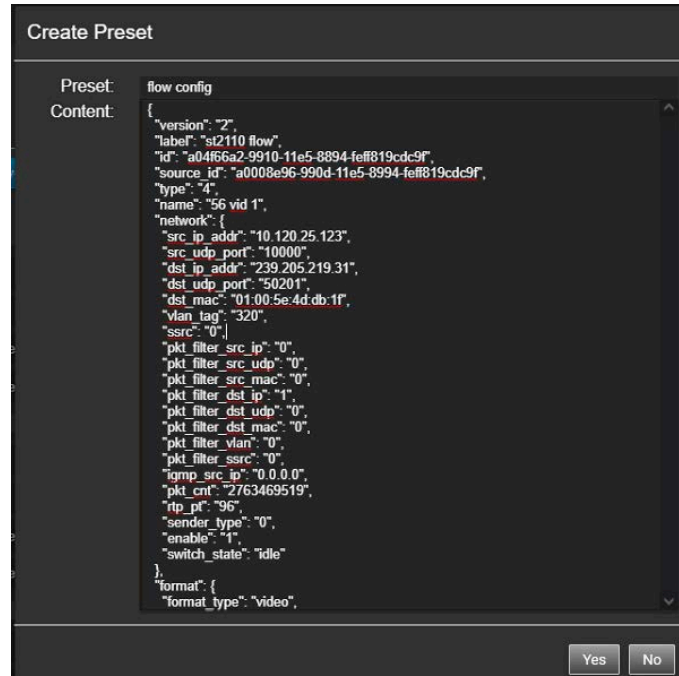 Create Preset
Preset: flow config
Content: {
"version": "2",
"label": "st2110 flow",
"id": "a04f66a2-9910-11e5-8894-feff819cdc9f",
"source_id": "a0008e96-990d-11e5-8994-feff819cdc9f",
"type": "4",
"name": "56 vid 1",
"network": {
"src_ip_addr": "10.120.25.123",
"src_udp_port": "10000",
"dst_ip_addr": "239.205.219.31",
"dst_udp_port": "50201",
"dst_mac": "01:00:5e:4d:db:1f",
"vlan_tag": "320",
"ssrc": "0",
"pkt_filter_src_ip": "0",
"pkt_filter_src_udp": "0",
"pkt_filter_src_mac": "0",
"pkt_filter_dst_ip": "1",
"pkt_filter_dst_udp": "0",
"pkt_filter_dst_mac": "0",
"pkt_filter_vlan": "0",
"pkt_filter_ssrc": "0",
"igmp_src_ip": "0.0.0.0",
"pkt_cnt": "2763469519",
"rtp_pt": "96",
"sender_type": "0",
"enable": "1",
"switch_state": "idle"
},
"format": {
"format_type": "video",
Yes No